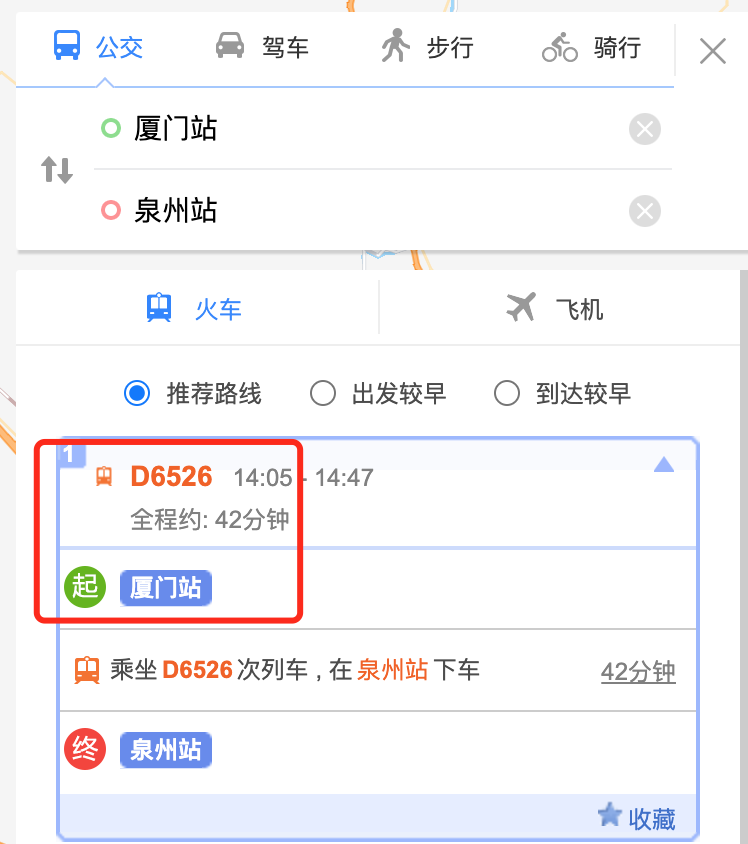 公交 驾车 步行 骑行
厦门站
泉州站
火车 飞机
推荐路线 出发较早 到达较早
1
D6526 14:05 - 14:47
全程约: 42分钟
起 厦门站
乘坐 D6526 次列车 , 在 泉州站 下车 42分钟
终 泉州站
收藏